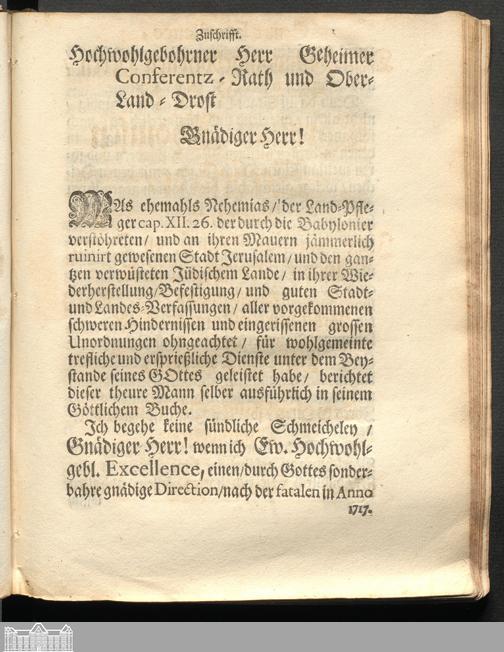 Zuschrifft.
Hochwohlgebohrner Herr Geheimer
Conferentz-Rath und Ober-
Land-Drost
Gnädiger Herr!
WAs ehemahls Nehemias/ der Land-Pfle-
ger cap. XII. 26. der durch die Babylonier
verstöhreten/ und an ihren Mauern jämmerlich
ruinirt gewesenen Stadt Jerusalem/ und den gan-
tzen verwüsteten Jüdischem Lande/ in ihrer Wie-
derherstellung/Befestigung/ und guten Stadt-
und Landes-Verfassungen/ aller vorgekommenen
schweren Hindernissen und eingerissenen grossen
Unordnungen ohngeachtet/ für wohlgemeinte
trefliche und ersprießliche Dienste unter dem Bey-
stande seines GOttes geleistet habe/ berichtet
dieser theure Mann selber ausführlich in seinem
Göttlichem Buche.
Ich begehe keine sündliche Schmeicheley /
Gnädiger Herr! wenn ich Ew. Hochwohl-
gebl. Excellence, einen/durch Gottes sonder-
bahre gnädige Direction/nach der fatalen in Anno
1717.